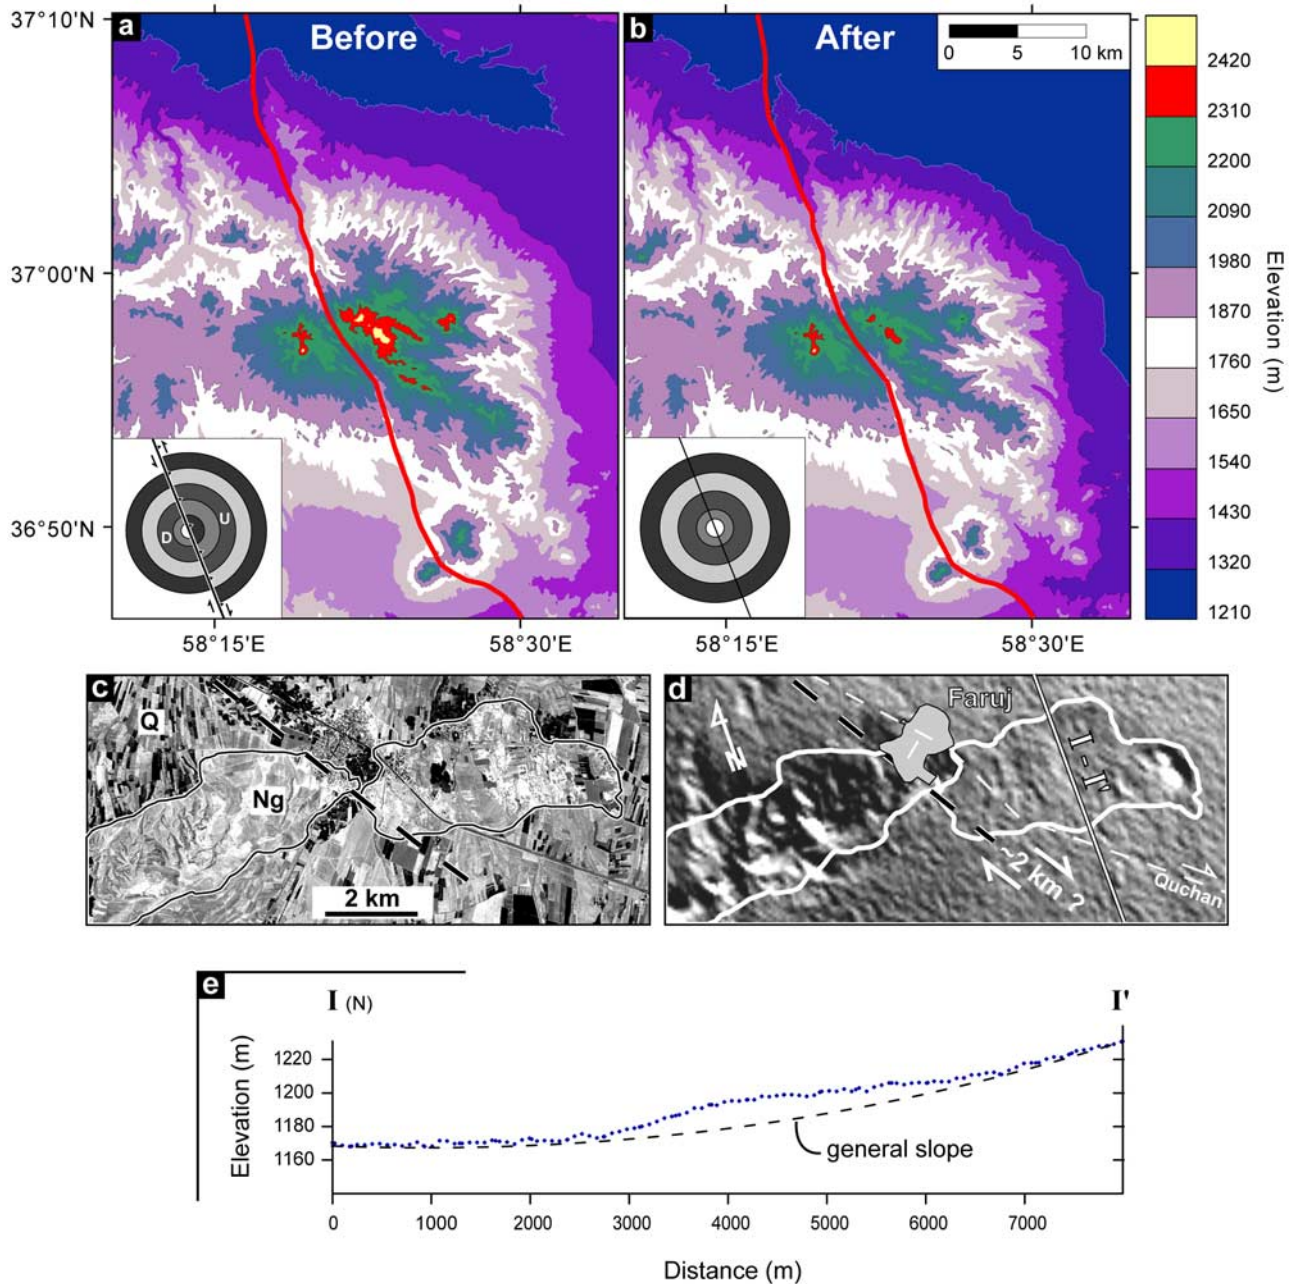 a
Before
b
After
0 5 10 km
37°10'N
37°00'N
36°50'N
58°15'E
58°30'E
58°15'E
58°30'E
U
D
2420
2310
2200
2090
1980
1870
1760
1650
1540
1430
1320
1210
Elevation (m)
c
Q
Ng
2 km
d
N
Faruj
I - I'
~2 km ?
Quchan
e
I (N)
I'
Elevation (m)
1220
1200
1180
1160
general slope
0 1000 2000 3000 4000 5000 6000 7000
Distance (m)